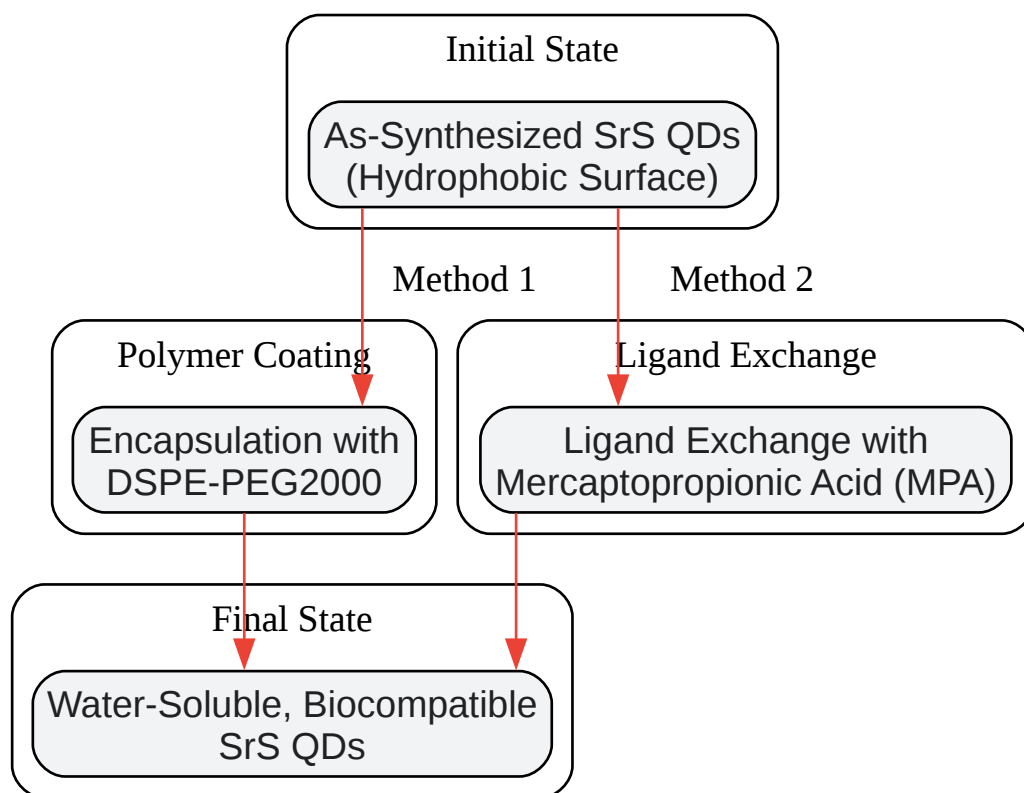 Initial State
As-Synthesized SrS QDs
(Hydrophobic Surface)
Method 1
Method 2
Polymer Coating
Encapsulation with
DSPE-PEG2000
Ligand Exchange
Ligand Exchange with
Mercaptopropionic Acid (MPA)
Final State
Water-Soluble, Biocompatible
SrS QDs